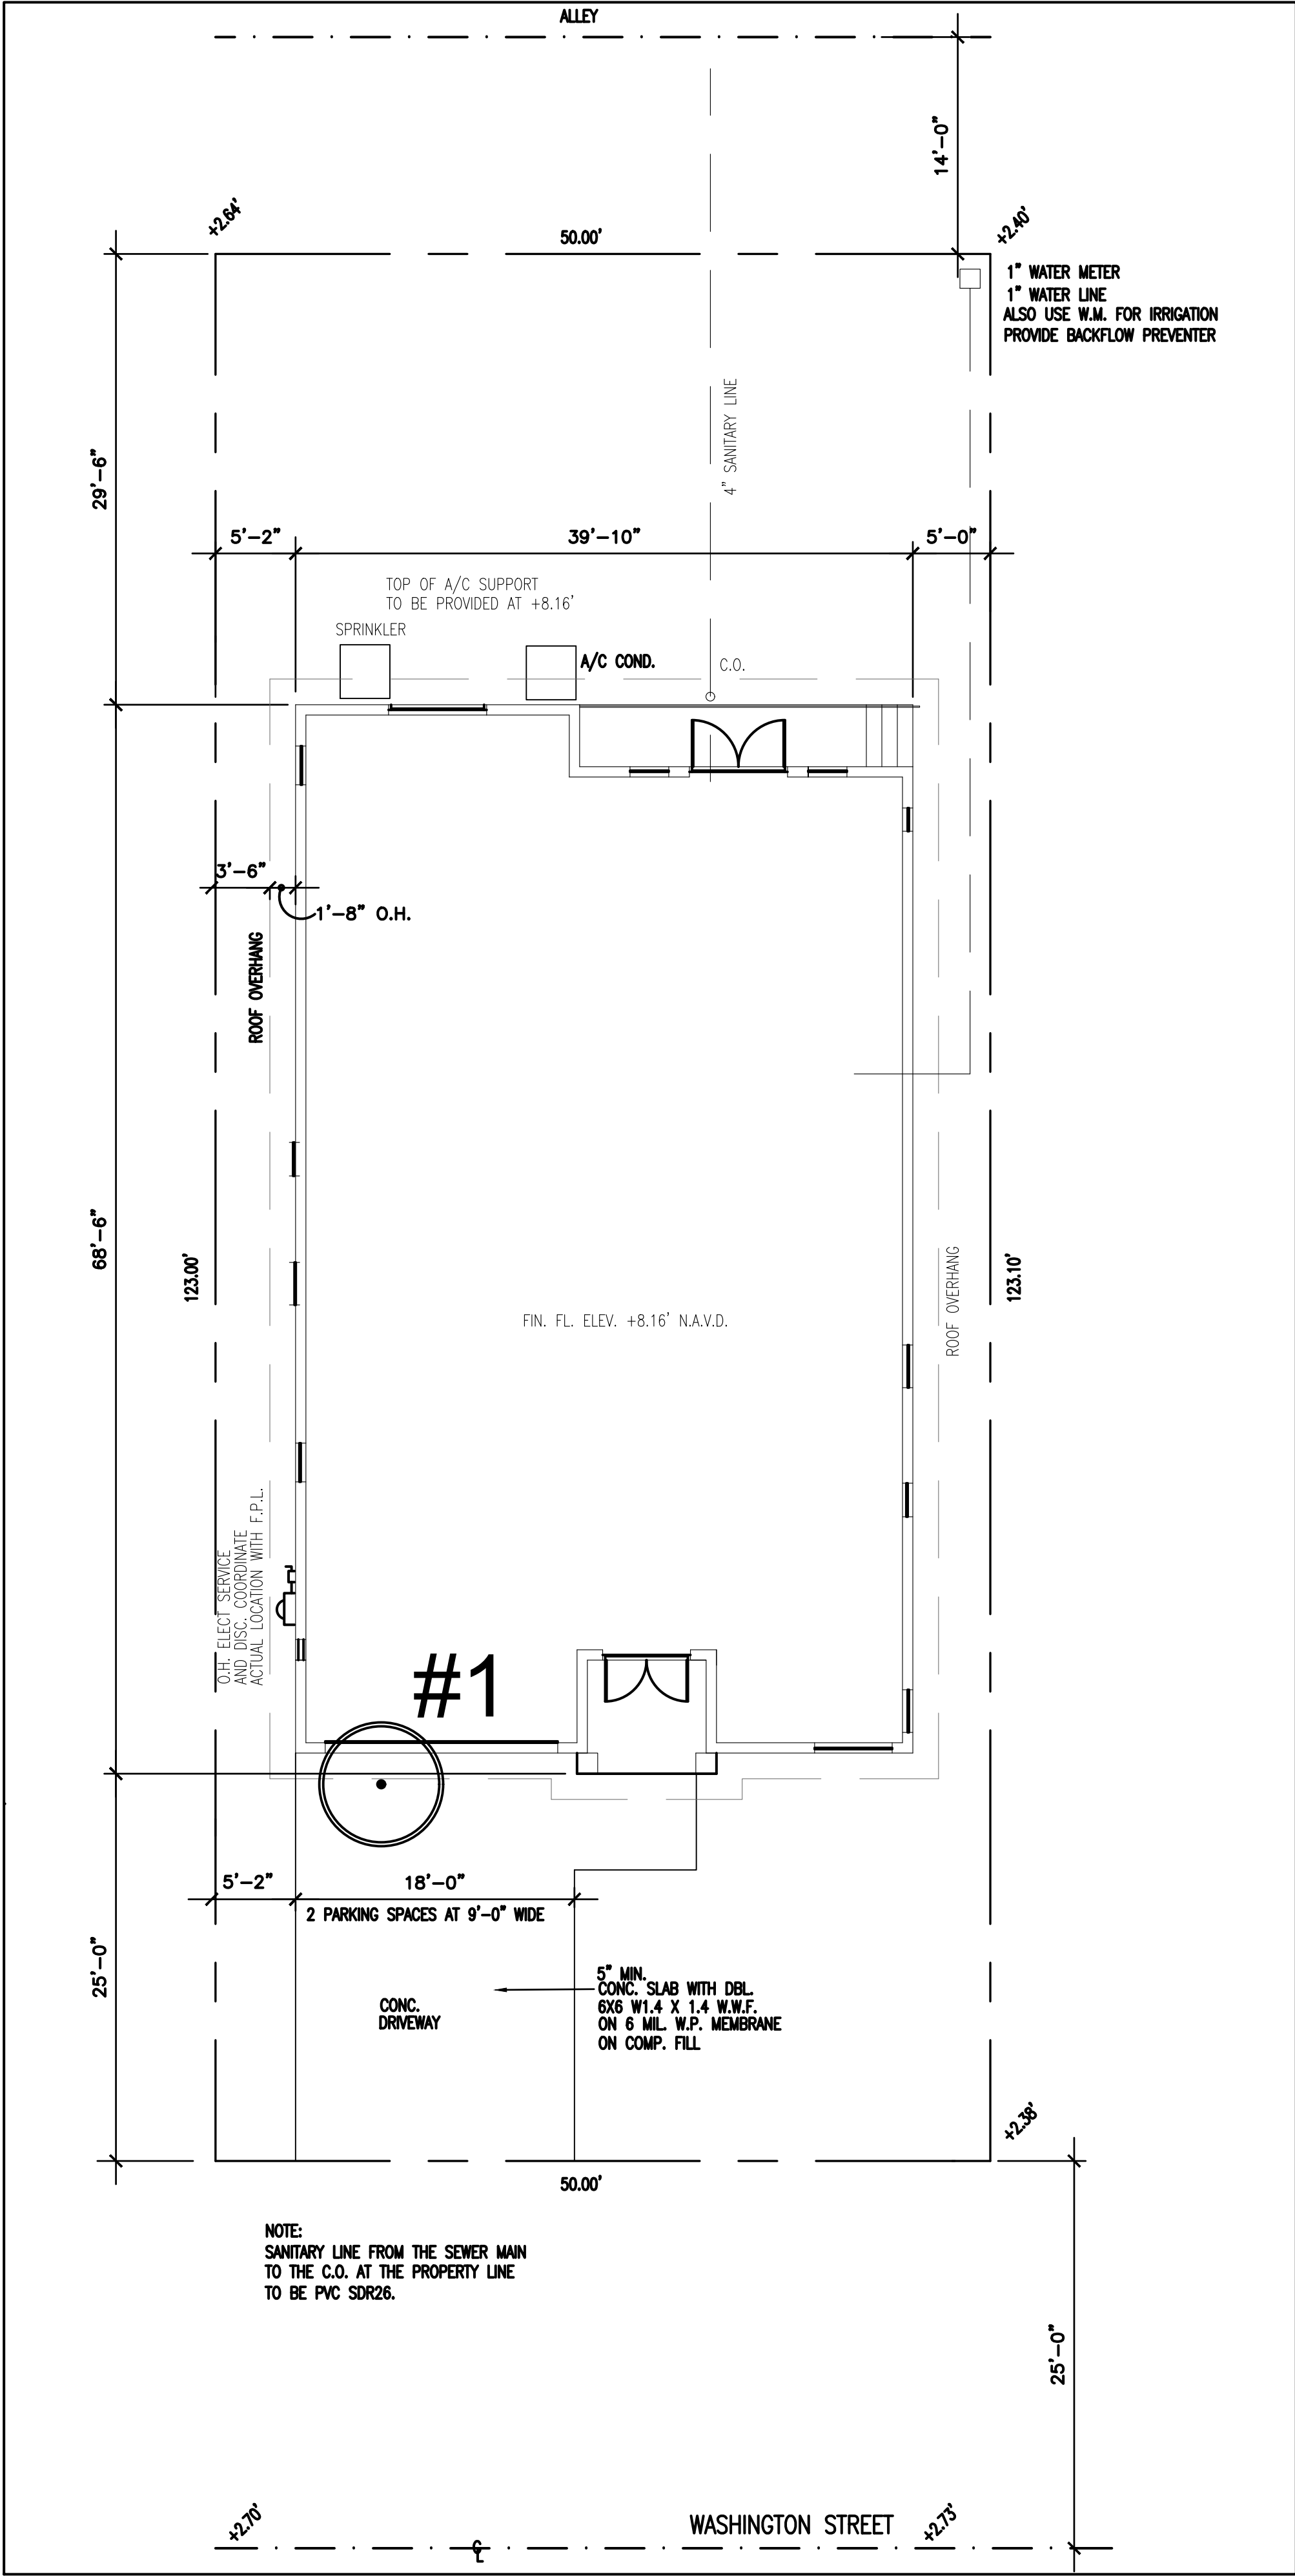 ALLEY
14'-0"
+2.64'
50.00'
+2.40'
1" WATER METER
1" WATER LINE
ALSO USE W.M. FOR IRRIGATION
PROVIDE BACKFLOW PREVENTER
29'-6"
4" SANITARY LINE
5'-2"
39'-10"
5'-0"
TOP OF A/C SUPPORT
TO BE PROVIDED AT +8.16'
SPRINKLER
A/C COND.
C.O.
3'-6"
1'-8" O.H.
ROOF OVERHANG
68'-6"
123.00'
123.10'
ROOF OVERHANG
FIN. FL. ELEV. +8.16' N.A.V.D.
O.H. ELECT SERVICE
AND DISC. COORDINATE
ACTUAL LOCATION WITH F.P.L.
#1
5'-2"
18'-0"
2 PARKING SPACES AT 9'-0" WIDE
25'-0"
CONC.
DRIVEWAY
5" MIN.
CONC. SLAB WITH DBL.
6X6 W1.4 X 1.4 W.W.F.
ON 6 MIL. W.P. MEMBRANE
ON COMP. FILL
+2.38'
50.00'
NOTE:
SANITARY LINE FROM THE SEWER MAIN
TO THE C.O. AT THE PROPERTY LINE
TO BE PVC SDR26.
25'-0"
+2.70'
WASHINGTON STREET
+2.73'
CL